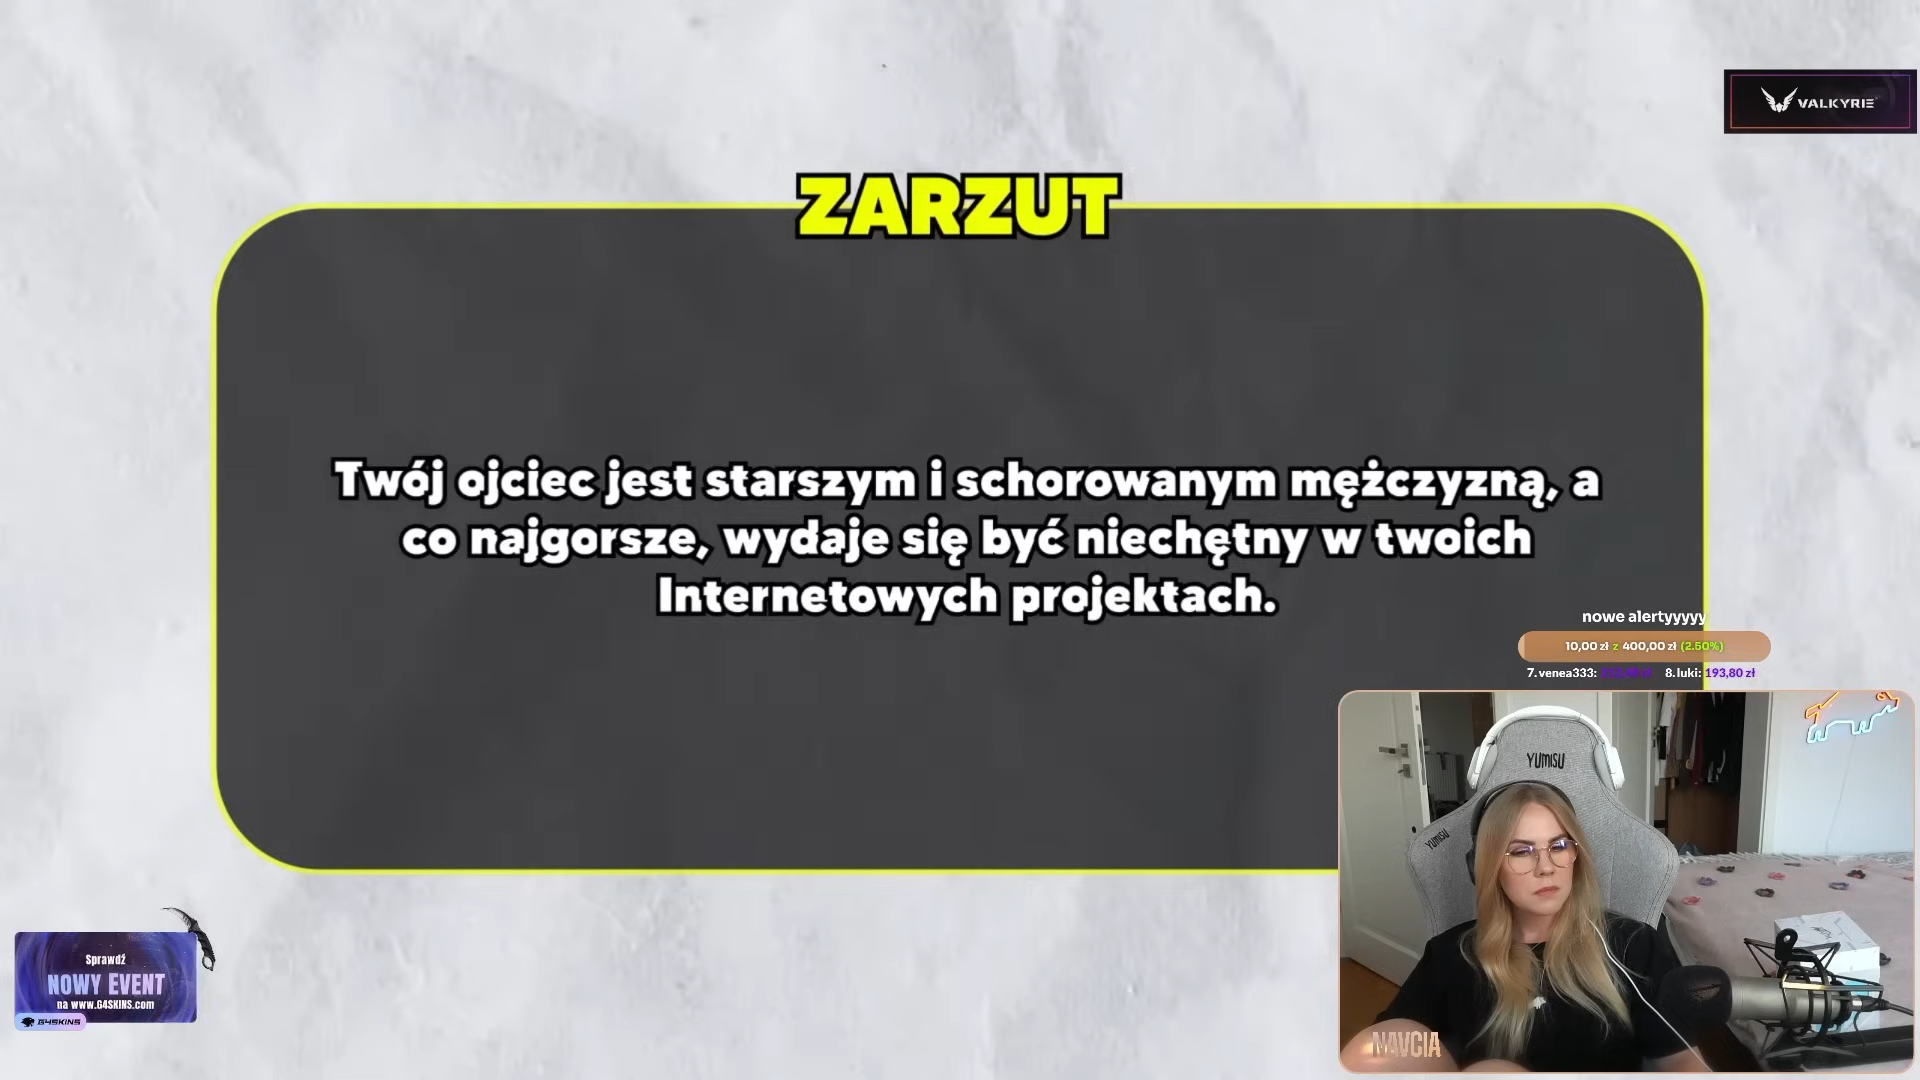 VALKYRIE
ZARZUT
Twój ojciec jest starszym i schorowanym mężczyzną, a
co najgorsze, wydaje się być niechętny w twoich
Internetowych projektach.
nowe alertyyyyy
10,00 zł z 400,00 zł (2.50%)
7. venea333: 8. luki: 193,80 zł
YUMISU
YUMISU
Sprawdź
NOWY EVENT
na www.G4SKINS.com
G4SKINS
NAVCIA